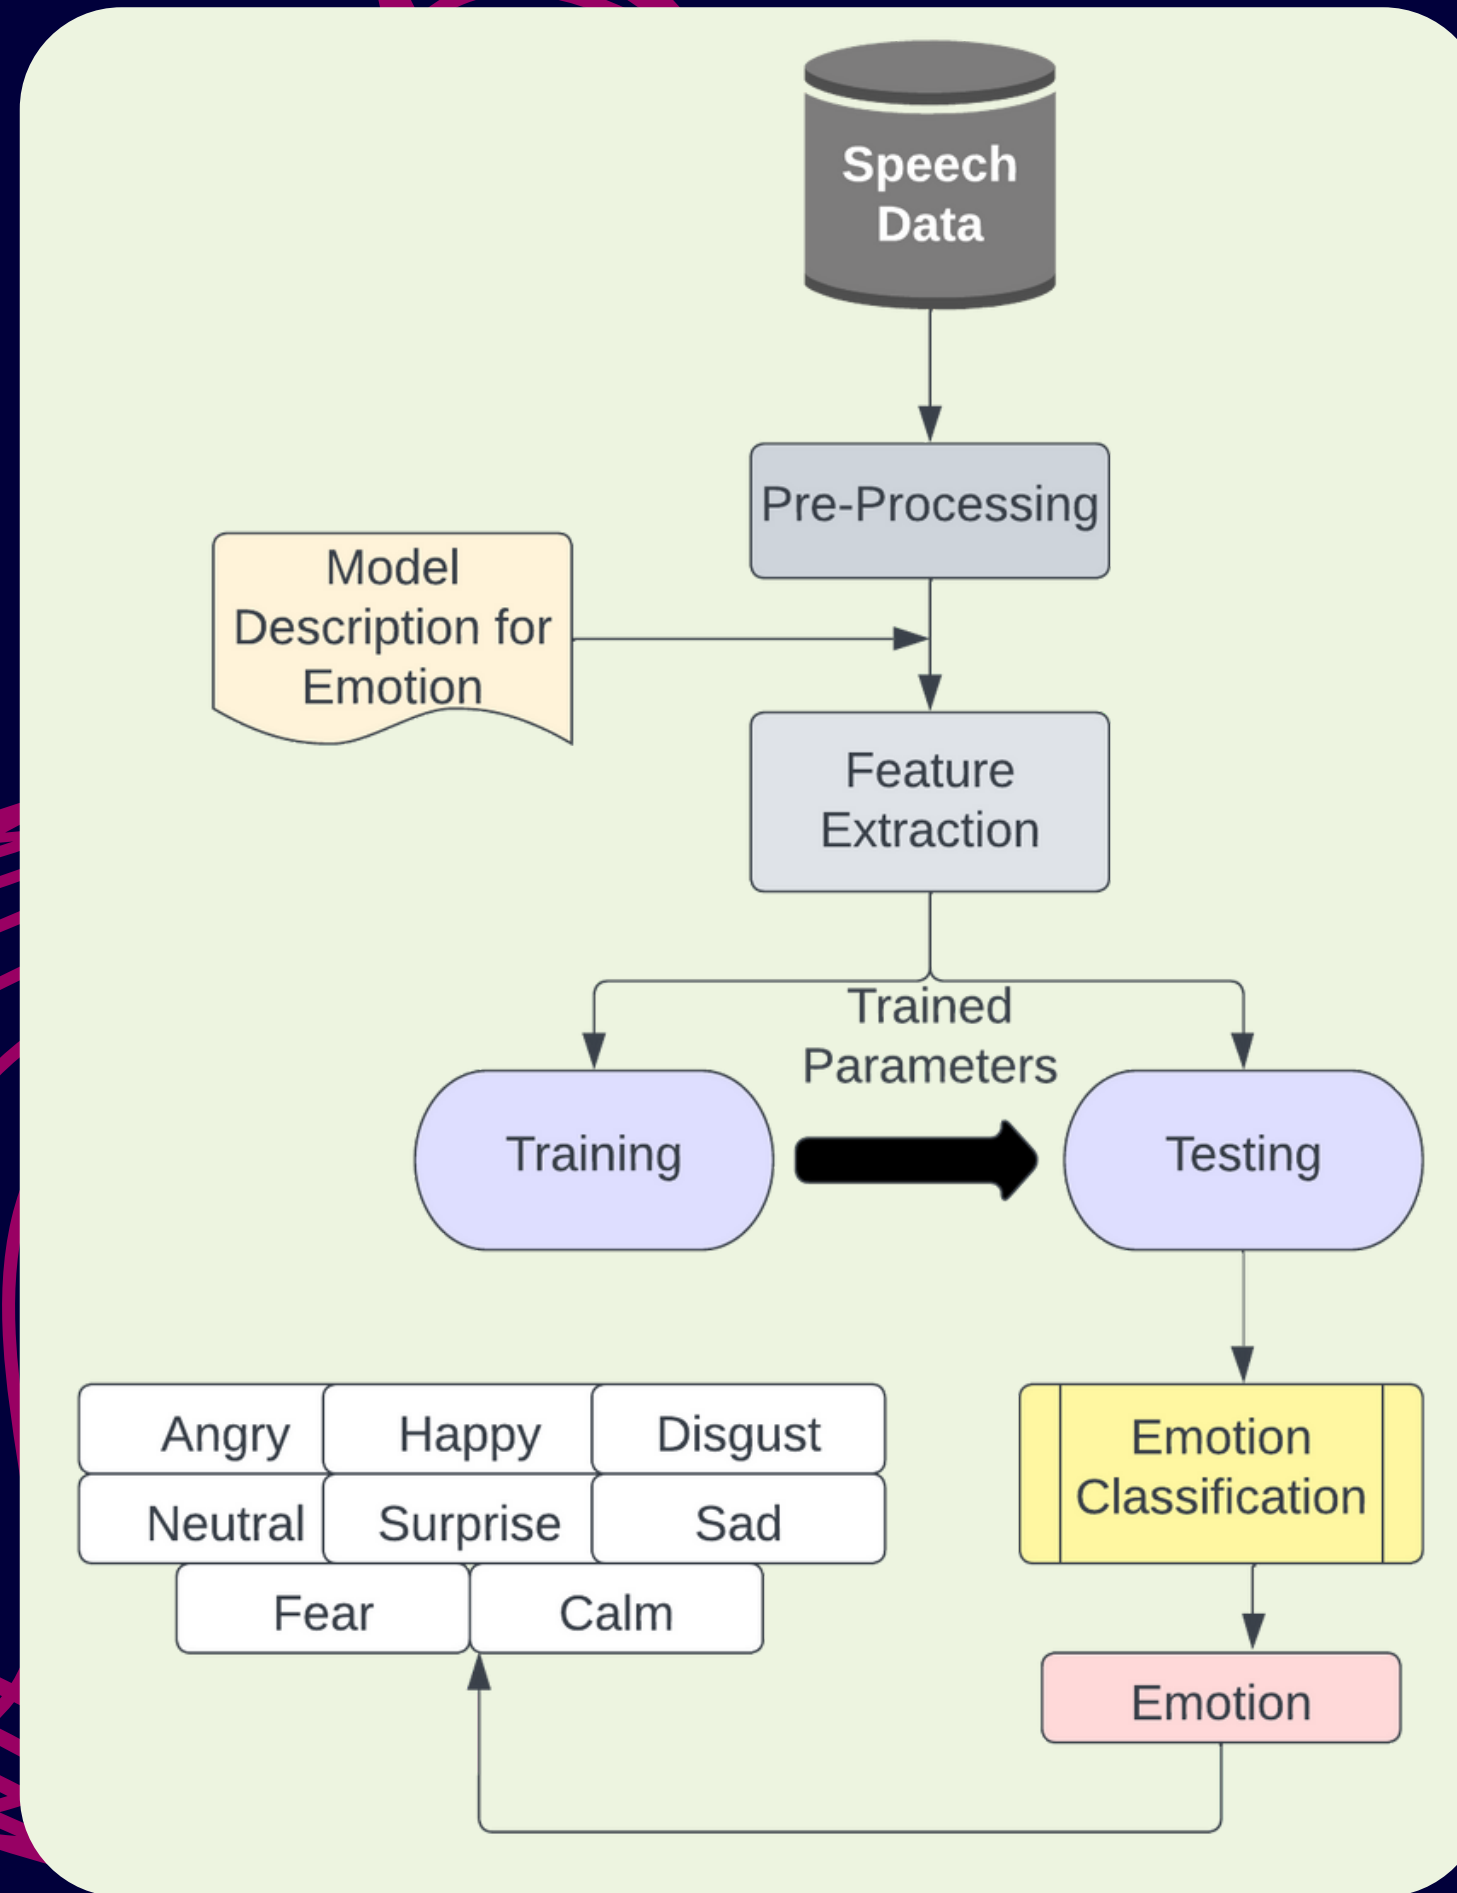 Speech
Data
Pre-Processing
Model
Description for
Emotion
Feature
Extraction
Trained
Parameters
Training
Testing
Angry
Happy
Disgust
Neutral
Surprise
Sad
Fear
Calm
Emotion
Classification
Emotion